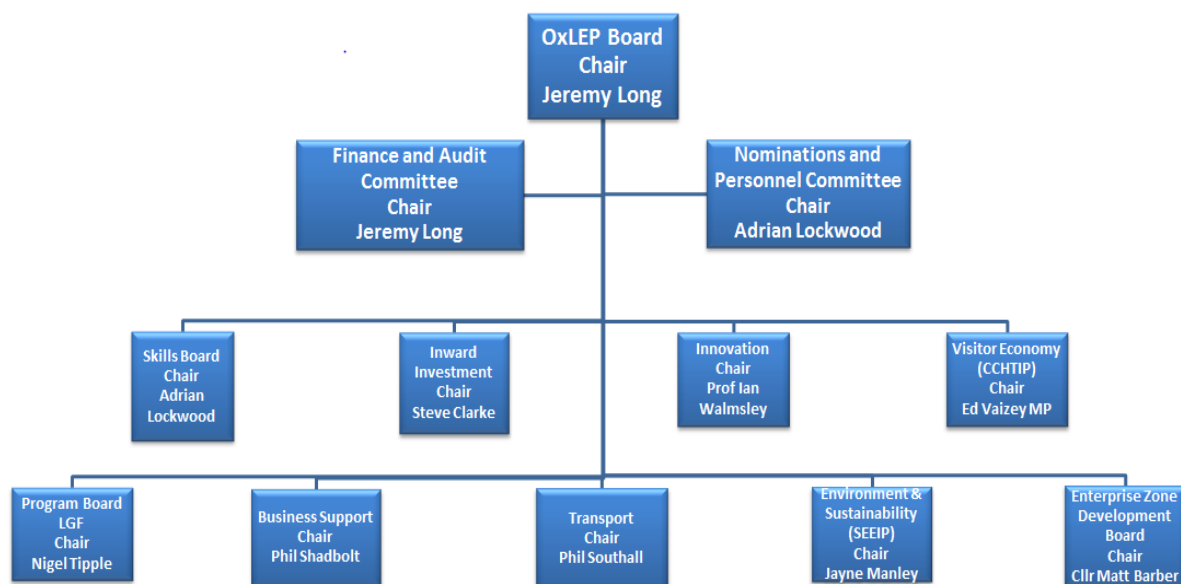 OxLEP Board
Chair
Jeremy Long
Finance and Audit
Committee
Chair
Jeremy Long
Nominations and
Personnel Committee
Chair
Adrian Lockwood
Skills Board
Chair
Adrian
Lockwood
Inward
Investment
Chair
Steve Clarke
Innovation
Chair
Prof Ian
Walmsley
Visitor Economy
(CCHTIP)
Chair
Ed Vaizey MP
Program Board
LGF
Chair
Nigel Tipple
Business Support
Chair
Phil Shadbolt
Transport
Chair
Phil Southall
Environment &
Sustainability
(SEEIP)
Chair
Jayne Manley
Enterprise Zone
Development
Board
Chair
Cllr Matt Barber